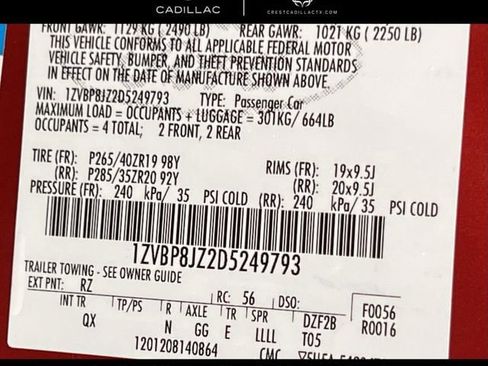 CADILLAC
CRESTCADILLACTX.COM
FRONT GAWR: 1129 KG ( 2490 LB) REAR GAWR: 1021 KG ( 2250 LB)
THIS VEHICLE CONFORMS TO ALL APPLICABLE FEDERAL MOTOR
VEHICLE SAFETY, BUMPER, AND THEFT PREVENTION STANDARDS
IN EFFECT ON THE DATE OF MANUFACTURE SHOWN ABOVE.
VIN: 1ZVBP8JZ2D5249793 TYPE: Passenger Car
MAXIMUM LOAD = OCCUPANTS + LUGGAGE = 301KG/ 664LB
OCCUPANTS = 4 TOTAL; 2 FRONT, 2 REAR
TIRE (FR): P265/40ZR19 98Y RIMS (FR): 19x9.5J
(RR): P285/35ZR20 92Y (RR): 20x9.5J
PRESSURE (FR): 240 kPa/ 35 PSI COLD (RR): 240 kPa/ 35 PSI COLD
1ZVBP8JZ2D5249793
TRAILER TOWING - SEE OWNER GUIDE
EXT PNT: RZ RC: 56 DSO: F0056
INT TR TP/PS R AXLE TR SPR R0016
QX N GG E LLLL DZF2B
T05
1201208140864 CMC